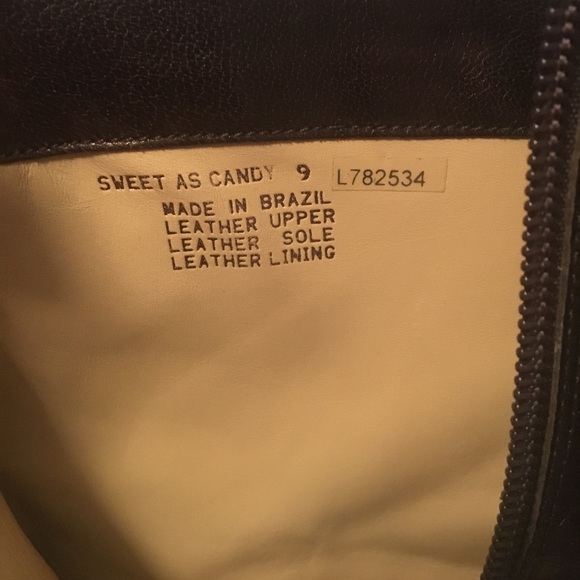 SWEET AS CANDY 9 L782534
MADE IN BRAZIL
LEATHER UPPER
LEATHER SOLE
LEATHER LINING